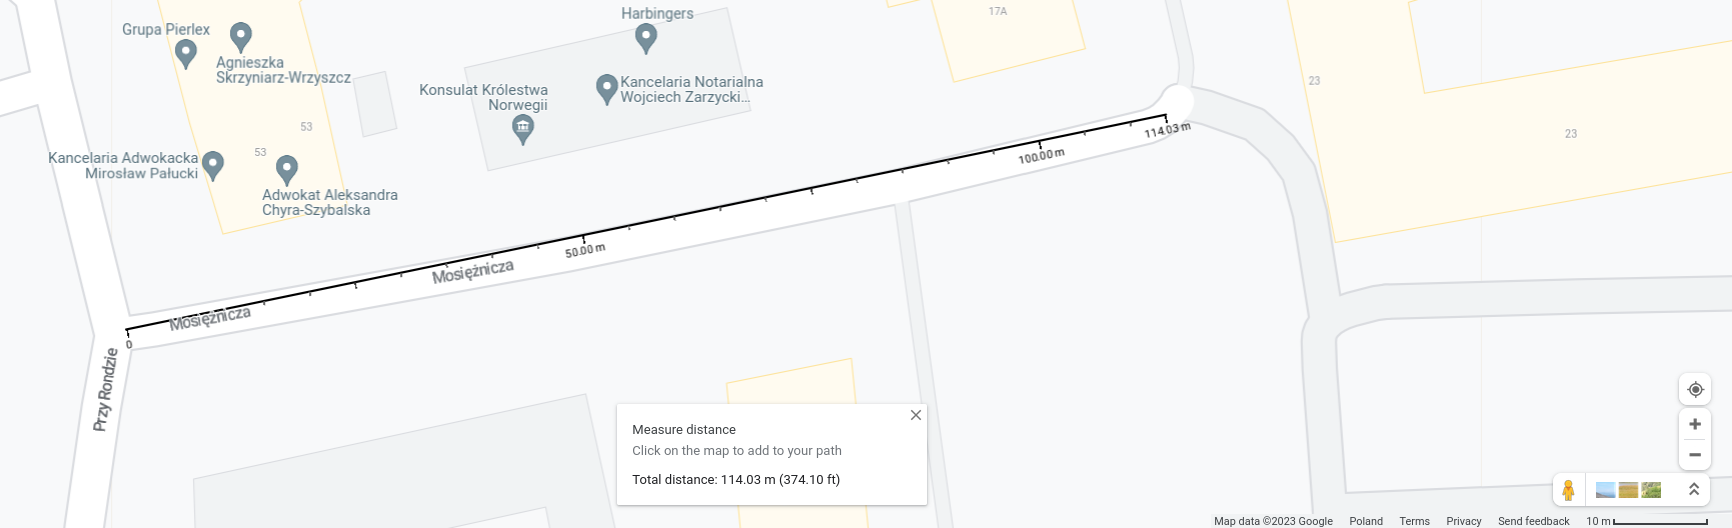 Harbingers
17A
Grupa Pierlex
Agnieszka
Skrzyniarz-Wrzyszcz
Konsulat Królestwa
Norwegii
Kancelaria Notarialna
Wojciech Zarzycki...
23
23
53
53
114.03 m
100.00 m
Kancelaria Adwokacka
Mirosław Pałucki
Adwokat Aleksandra
Chyra-Szybalska
50.00 m
Mosiężnicza
Mosiężnicza
0
Przy Rondzie
Measure distance
Click on the map to add to your path
Total distance: 114.03 m (374.10 ft)
Map data ©2023 Google Poland Terms Privacy Send feedback 10 m